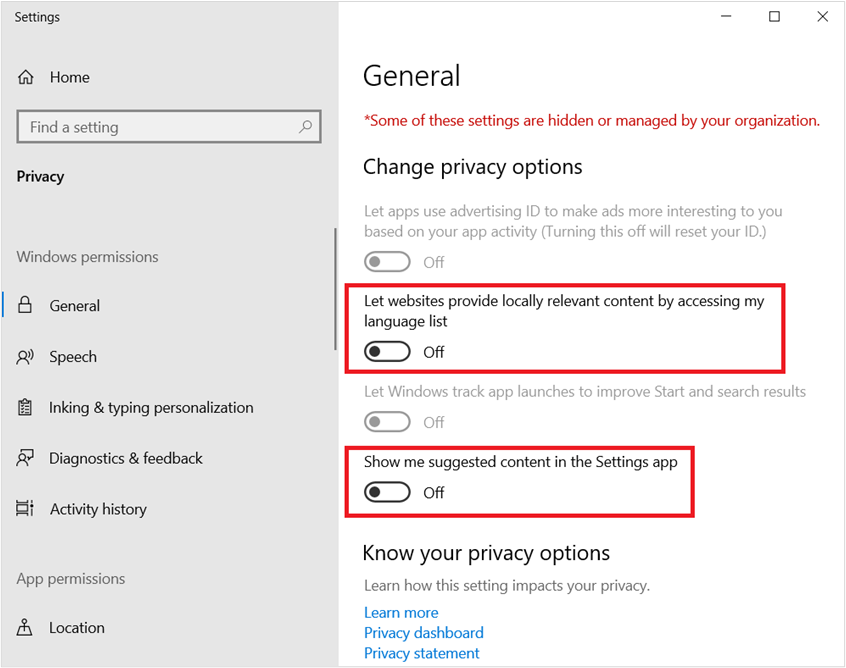 Settings
Home
Find a setting
Privacy
Windows permissions
General
Speech
Inking & typing personalization
Diagnostics & feedback
Activity history
App permissions
Location
General
*Some of these settings are hidden or managed by your organization.
Change privacy options
Let apps use advertising ID to make ads more interesting to you
based on your app activity (Turning this off will reset your ID.)
Off
Let websites provide locally relevant content by accessing my
language list
Off
Let Windows track app launches to improve Start and search results
Off
Show me suggested content in the Settings app
Off
Know your privacy options
Learn how this setting impacts your privacy.
Learn more
Privacy dashboard
Privacy statement